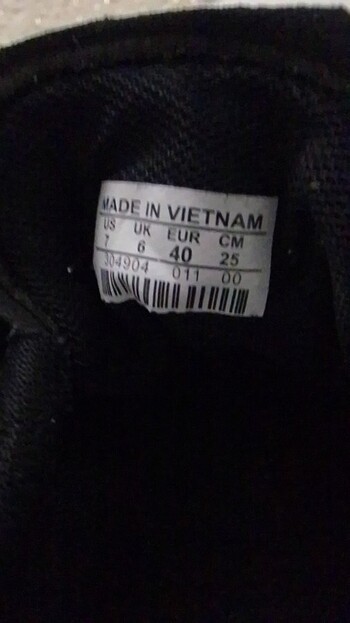 MADE IN VIETNAM
US UK EUR CM
7 6 40 25
304904 011 00